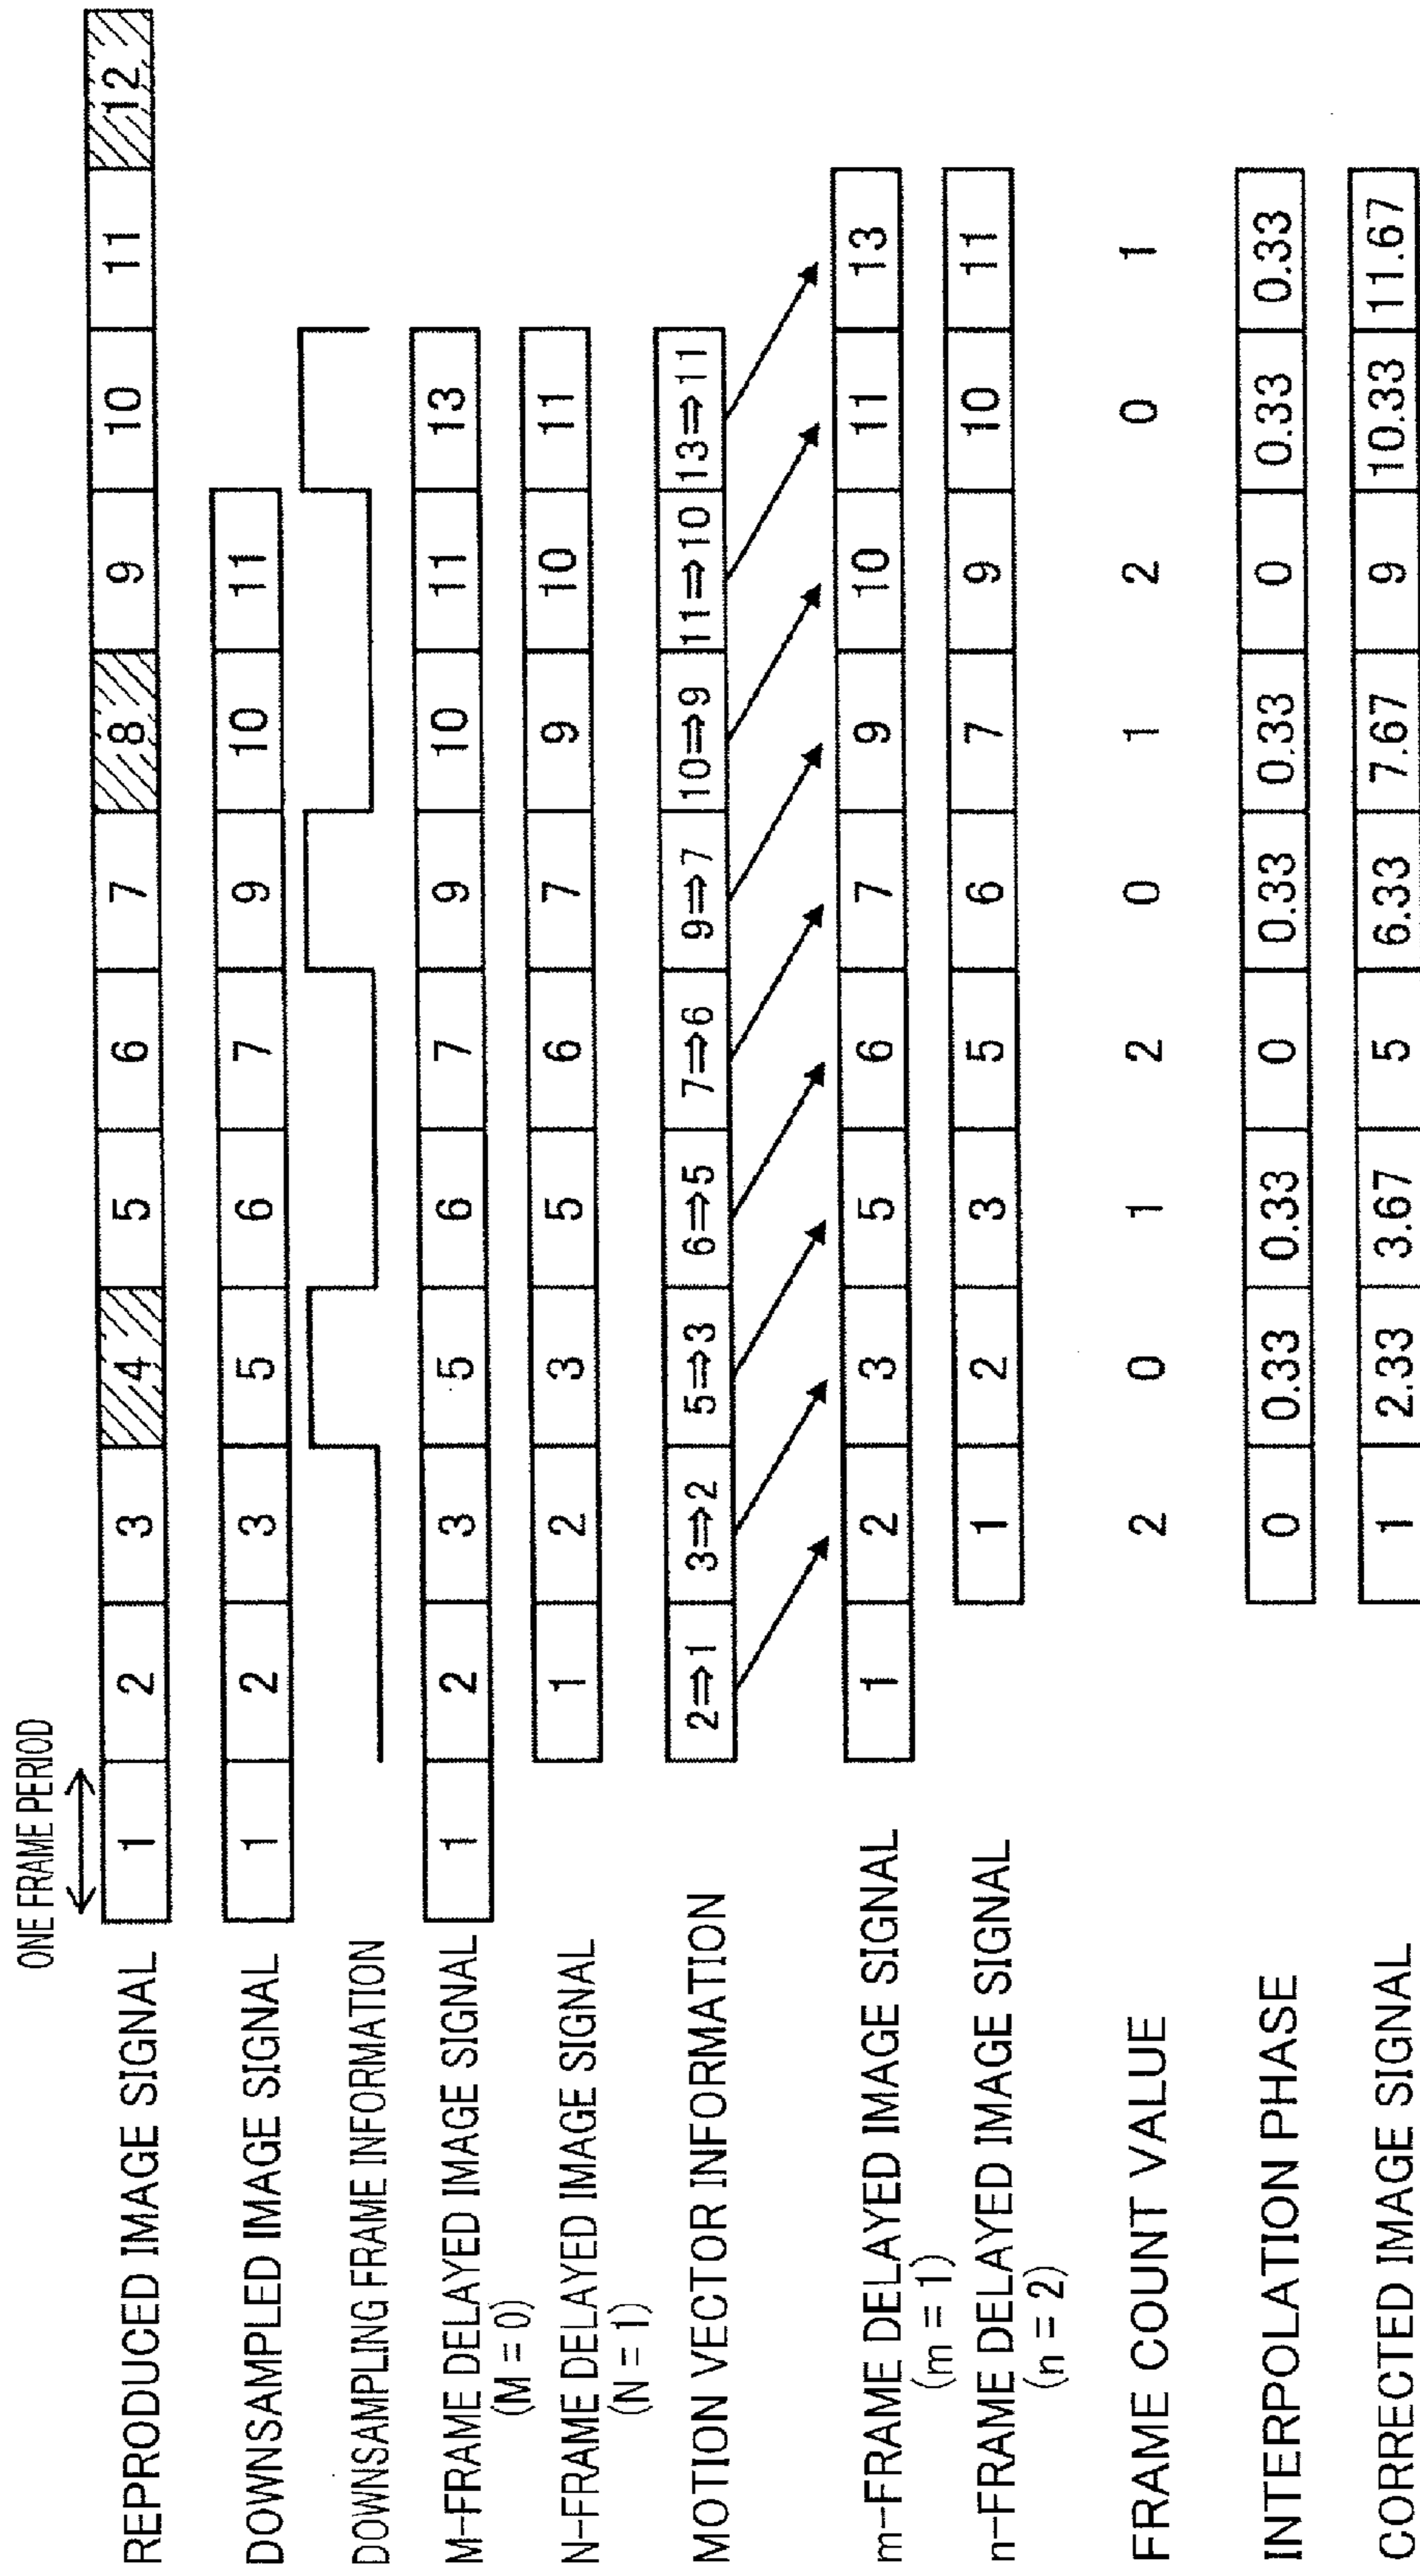 ONE FRAME PERIOD
REPRODUCED IMAGE SIGNAL 1 2 3 4 5 6 7 8 9 10 11 12
DOWNSAMPLED IMAGE SIGNAL 1 2 3 5 6 7 9 10 11
DOWNSAMPLING FRAME INFORMATION
M-FRAME DELAYED IMAGE SIGNAL 1 2 3 5 6 7 9 10 11 13
(M = 0)
N-FRAME DELAYED IMAGE SIGNAL 1 2 3 5 6 7 9 10 11
(N = 1)
MOTION VECTOR INFORMATION 2⇒1 3⇒2 5⇒3 6⇒5 7⇒6 9⇒7 10⇒9 11⇒10 13⇒11
m-FRAME DELAYED IMAGE SIGNAL 1 2 3 5 6 7 9 10 11 13
(m = 1)
n-FRAME DELAYED IMAGE SIGNAL 1 2 3 5 6 7 9 10 11
(n = 2)
FRAME COUNT VALUE 2 0 1 2 0 1 2 0 1
INTERPOLATION PHASE 0 0.33 0.33 0 0.33 0.33 0 0.33 0.33
CORRECTED IMAGE SIGNAL 1 2.33 3.67 5 6.33 7.67 9 10.33 11.67